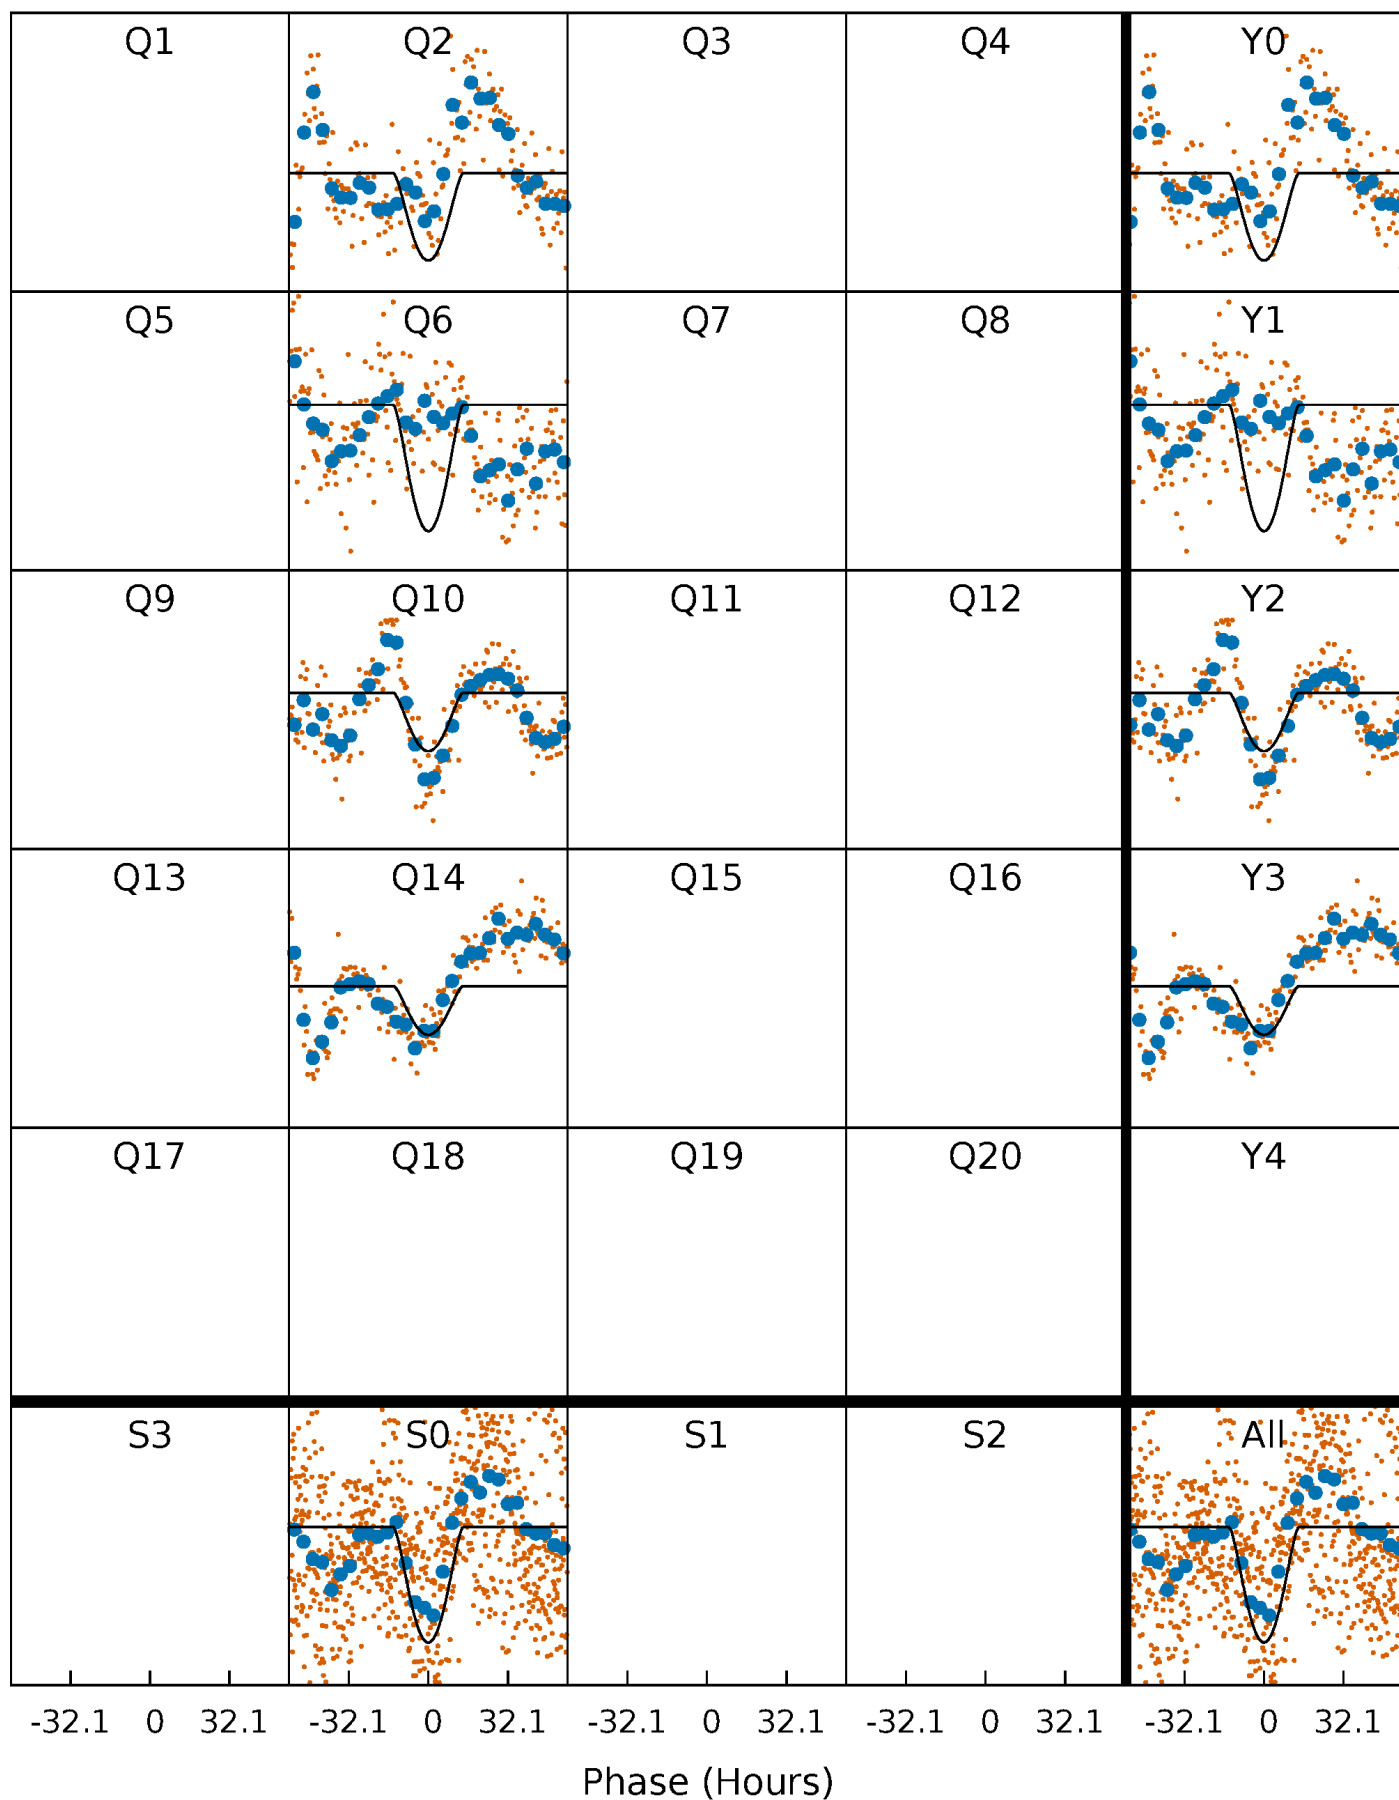 Q1 Q2 Q3 Q4 Y0
Q5 Q6 Q7 Q8 Y1
Q9 Q10 Q11 Q12 Y2
Q13 Q14 Q15 Q16 Y3
Q17 Q18 Q19 Q20 Y4
S3 S0 S1 S2 All
-32.1 0 32.1 -32.1 0 32.1 -32.1 0 32.1 -32.1 0 32.1 -32.1 0 32.1
Phase (Hours)